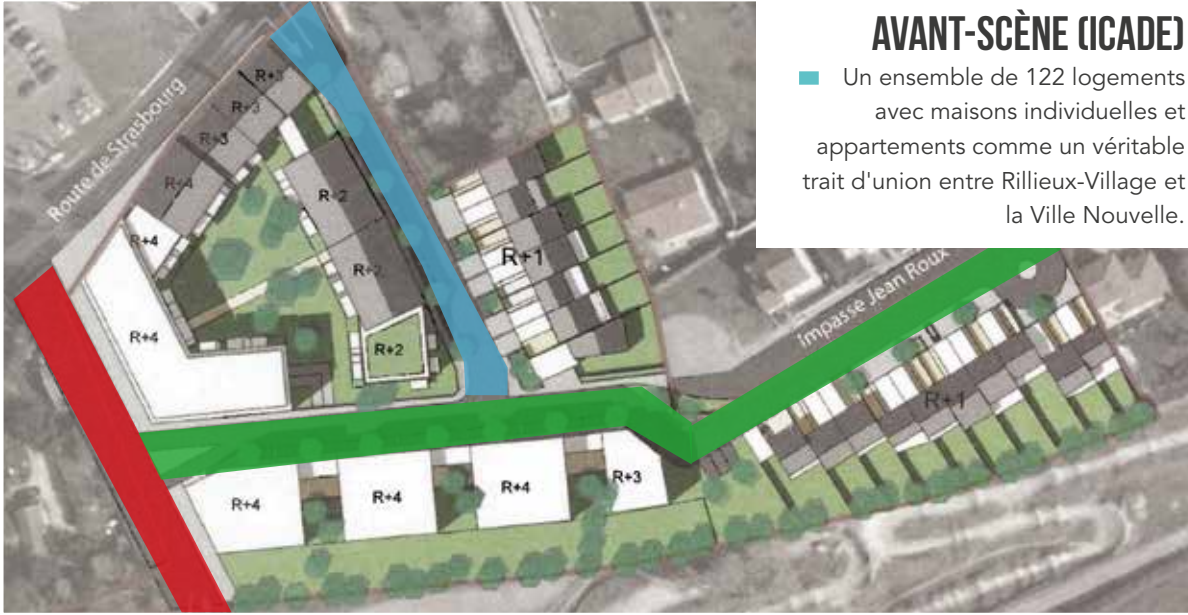 AVANT-SCÈNE (ICADE)
Un ensemble de 122 logements
avec maisons individuelles et
appartements comme un véritable
trait d'union entre Rillieux-Village et
la Ville Nouvelle.
Route de Strasbourg
R+3
R+3
R+3
R+4
R+4
R+4
R+2
R+2
R+2
R+1
Impasse Jean Roux
R+1
R+4
R+4
R+4
R+3